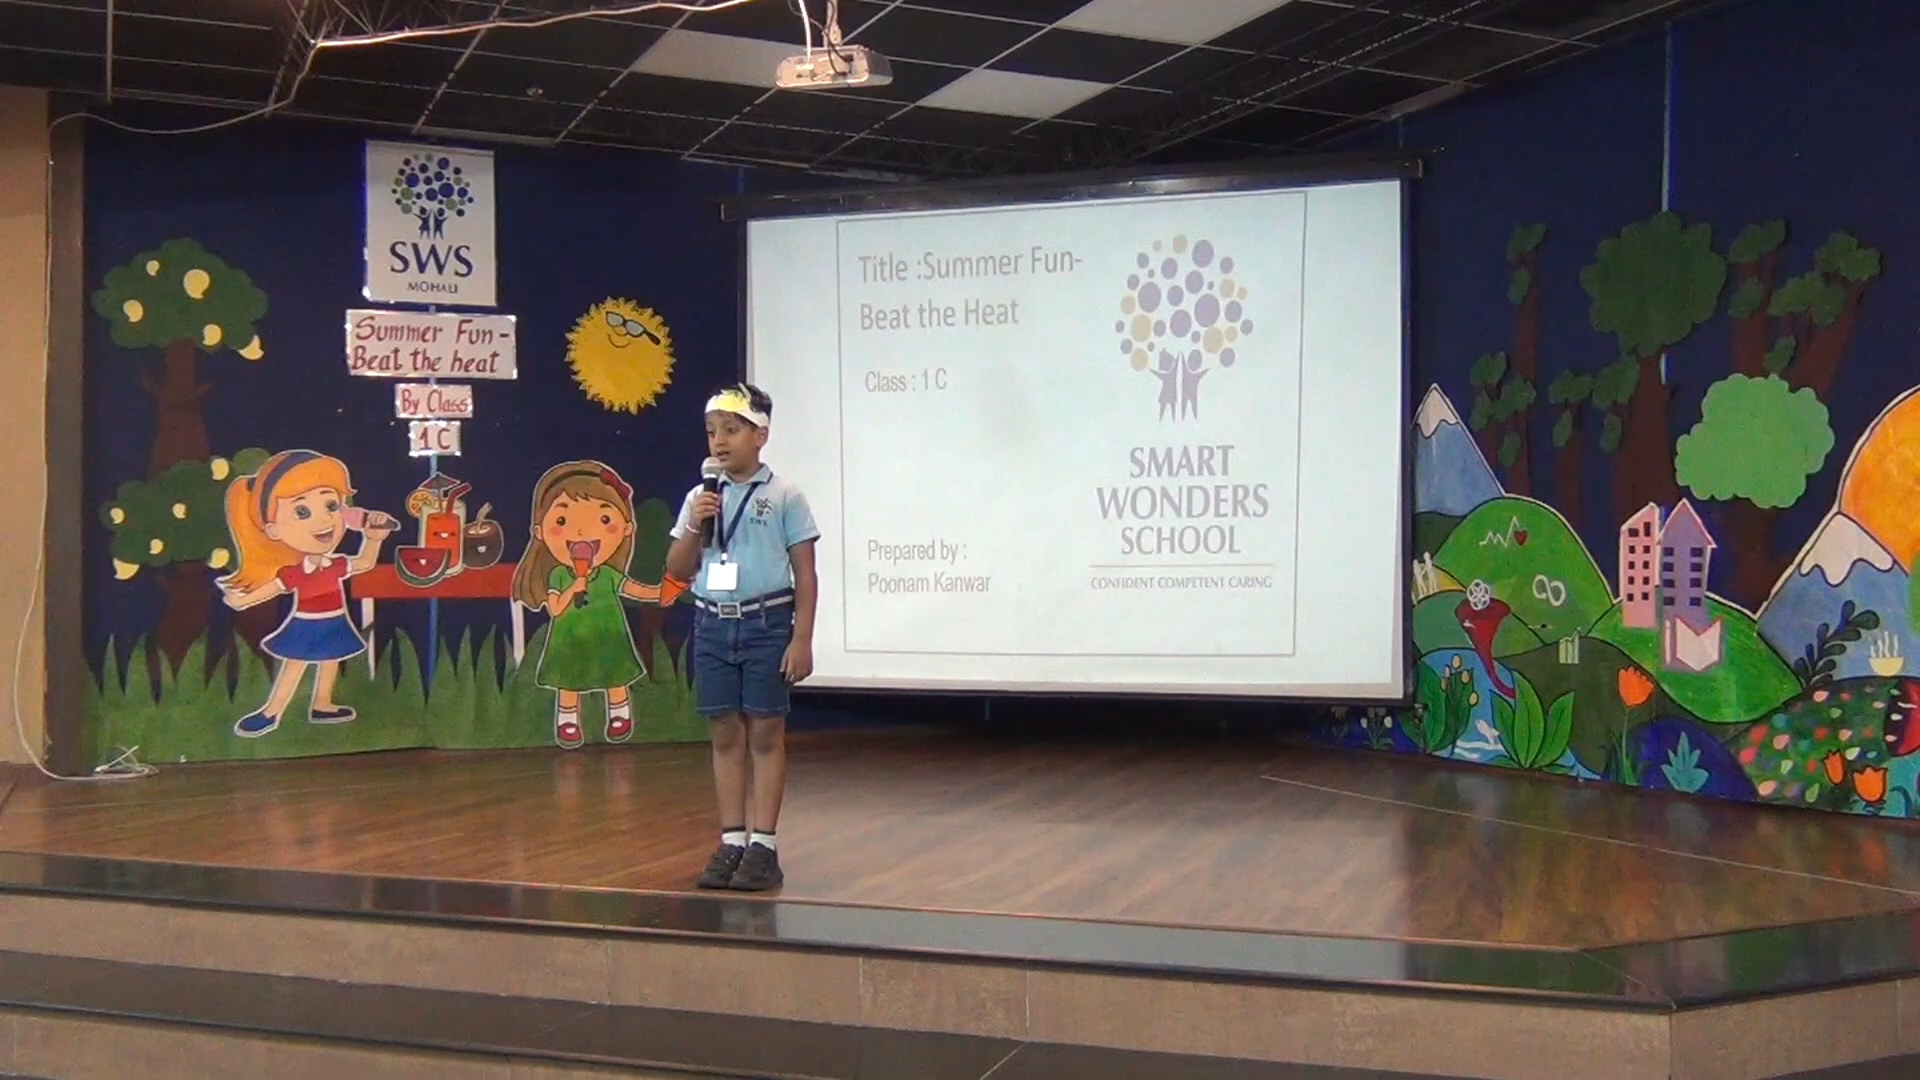 SWS
MOHALI
Summer Fun-
Beat the heat
By Class
1 C
Title :Summer Fun-
Beat the Heat
Class : 1 C
Prepared by :
Poonam Kanwar
SMART
WONDERS
SCHOOL
CONFIDENT COMPETENT CARING
SWS